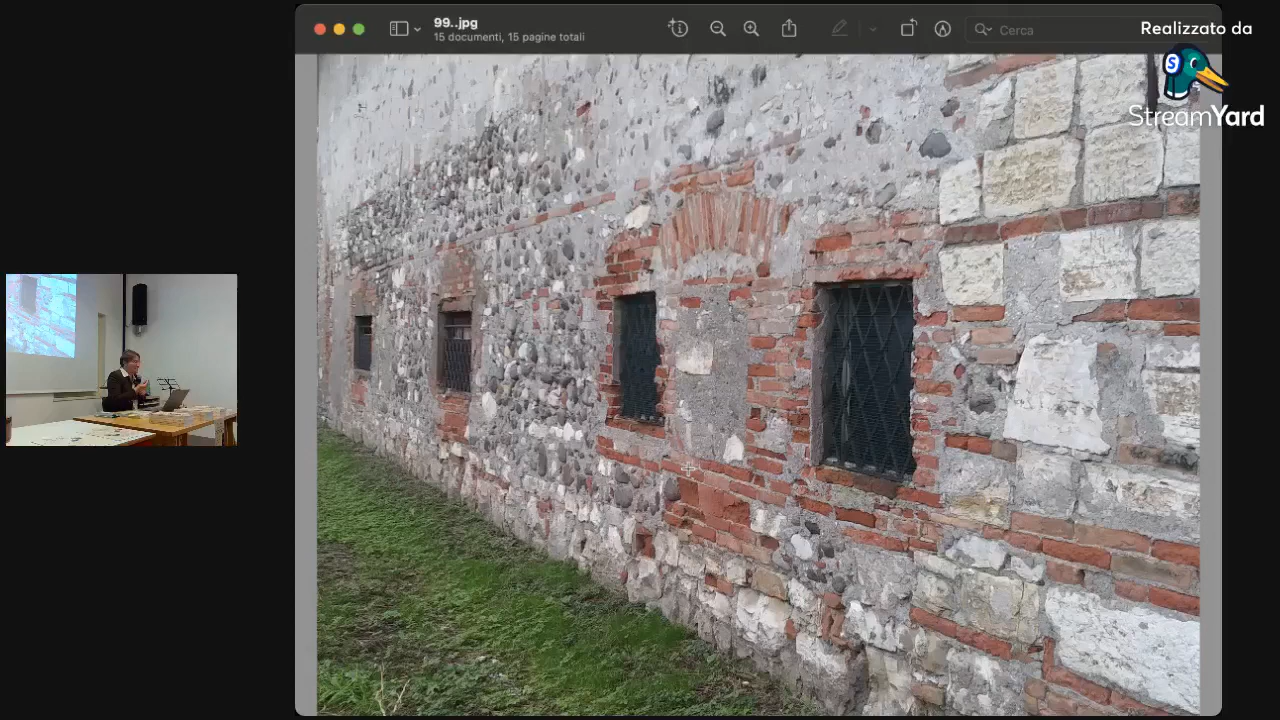 99..jpg
15 documenti, 15 pagine totali
Cerca
Realizzato da
StreamYard